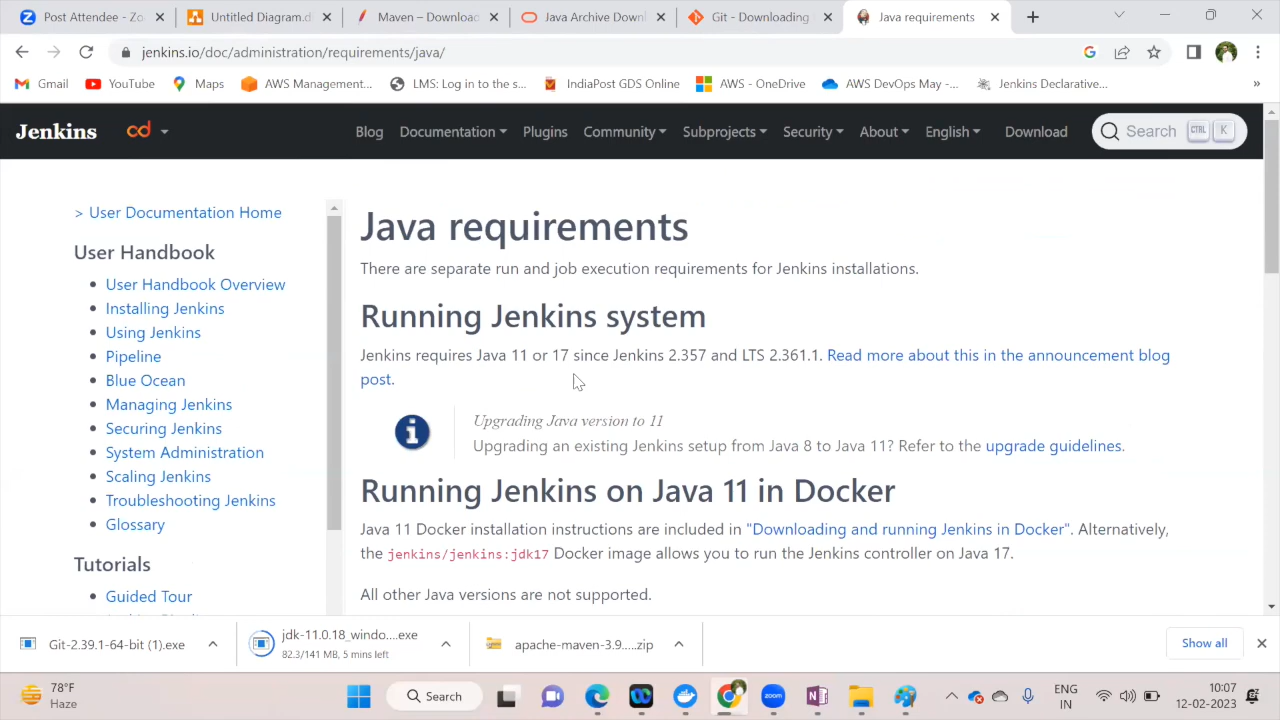 Post Attendee - Zo
Untitled Diagram.d
Maven – Downloa
Java Archive Downl
Git - Downloading
Java requirements
jenkins.io/doc/administration/requirements/java/
Gmail
YouTube
Maps
AWS Management...
LMS: Log in to the s...
IndiaPost GDS Online
AWS - OneDrive
AWS DevOps May -...
Jenkins Declarative...
»
Jenkins
cd
Blog
Documentation
Plugins
Community
Subprojects
Security
About
English
Download
Search
CTRL
K
> User Documentation Home
User Handbook
User Handbook Overview
Installing Jenkins
Using Jenkins
Pipeline
Blue Ocean
Managing Jenkins
Securing Jenkins
System Administration
Scaling Jenkins
Troubleshooting Jenkins
Glossary
Tutorials
Guided Tour
Java requirements
There are separate run and job execution requirements for Jenkins installations.
Running Jenkins system
Jenkins requires Java 11 or 17 since Jenkins 2.357 and LTS 2.361.1. Read more about this in the announcement blog
post.
Upgrading Java version to 11
Upgrading an existing Jenkins setup from Java 8 to Java 11? Refer to the upgrade guidelines.
Running Jenkins on Java 11 in Docker
Java 11 Docker installation instructions are included in "Downloading and running Jenkins in Docker". Alternatively,
the jenkins/jenkins:jdk17 Docker image allows you to run the Jenkins controller on Java 17.
All other Java versions are not supported.
Git-2.39.1-64-bit (1).exe
jdk-11.0.18_windo....exe
82.3/141 MB, 5 mins left
apache-maven-3.9.....zip
Show all
78°F
Haze
Search
zoom
ENG
IN
10:07
12-02-2023